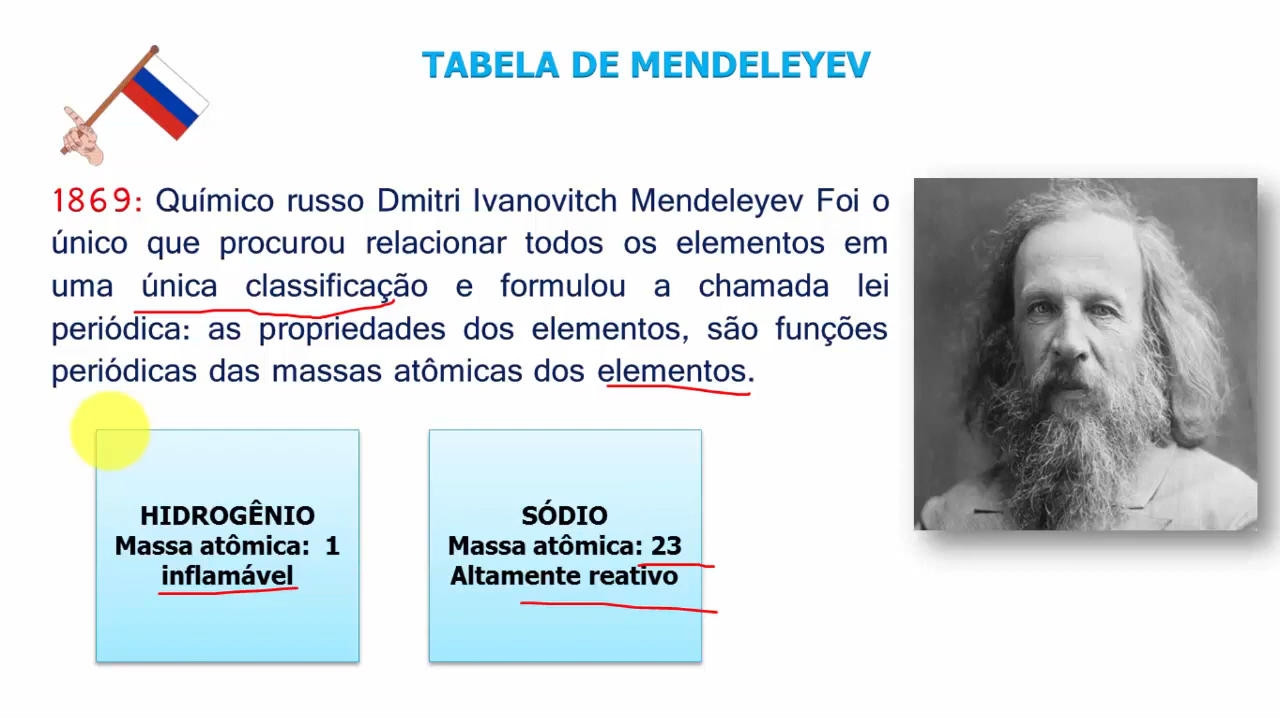 TABELA DE MENDELEYEV
1869: Químico russo Dmitri Ivanovitch Mendeleyev Foi o
único que procurou relacionar todos os elementos em
uma única classificação e formulou a chamada lei
periódica: as propriedades dos elementos, são funções
periódicas das massas atômicas dos elementos.
HIDROGÊNIO
Massa atômica: 1
inflamável
SÓDIO
Massa atômica: 23
Altamente reativo